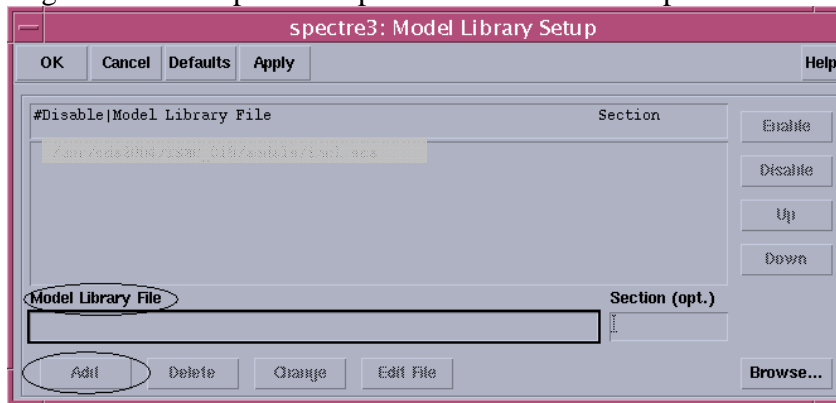 spectre3: Model Library Setup
OK Cancel Defaults Apply Help
#Disable|Model Library File Section
Enable
Disable
Up
Down
Model Library File Section (opt.)
Add Delete Change Edit File Browse...